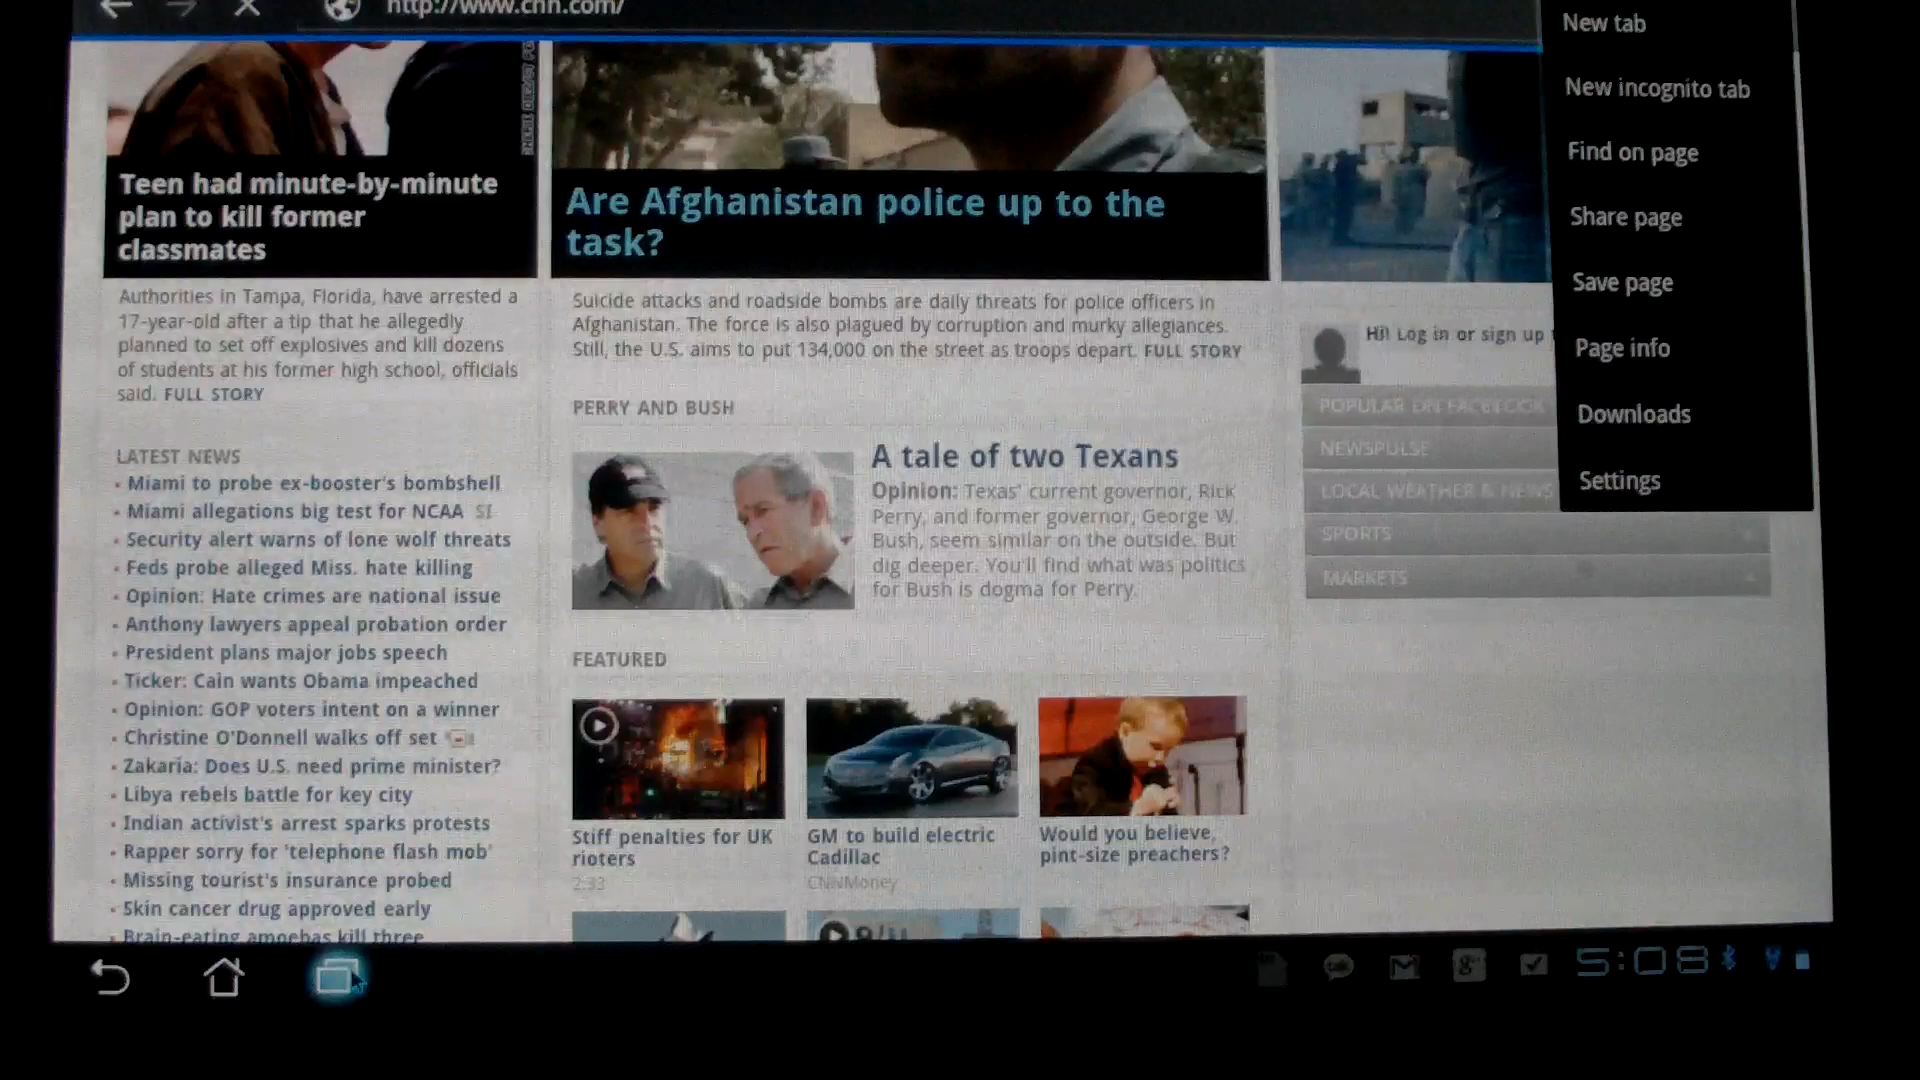 http://www.cnn.com/
New tab
New incognito tab
Find on page
Share page
Save page
Page info
Downloads
Settings
Teen had minute-by-minute
plan to kill former
classmates
Authorities in Tampa, Florida, have arrested a
17-year-old after a tip that he allegedly
planned to set off explosives and kill dozens
of students at his former high school, officials
said. FULL STORY
LATEST NEWS
Miami to probe ex-booster's bombshell
Miami allegations big test for NCAA SI
Security alert warns of lone wolf threats
Feds probe alleged Miss. hate killing
Opinion: Hate crimes are national issue
Anthony lawyers appeal probation order
President plans major jobs speech
Ticker: Cain wants Obama impeached
Opinion: GOP voters intent on a winner
Christine O'Donnell walks off set
Zakaria: Does U.S. need prime minister?
Libya rebels battle for key city
Indian activist's arrest sparks protests
Rapper sorry for 'telephone flash mob'
Missing tourist's insurance probed
Skin cancer drug approved early
Brain-eating amoebas kill three
Are Afghanistan police up to the
task?
Suicide attacks and roadside bombs are daily threats for police officers in
Afghanistan. The force is also plagued by corruption and murky allegiances.
Still, the U.S. aims to put 134,000 on the street as troops depart. FULL STORY
PERRY AND BUSH
A tale of two Texans
Opinion: Texas' current governor, Rick
Perry, and former governor, George W.
Bush, seem similar on the outside. But
dig deeper. You'll find what was politics
for Bush is dogma for Perry.
FEATURED
Stiff penalties for UK
rioters
2:33
GM to build electric
Cadillac
CNNMoney
Would you believe,
pint-size preachers?
9/11
Hi! Log in or sign up
POPULAR ON FACEBOOK
NEWSPULSE
LOCAL WEATHER & NEWS
SPORTS
MARKETS
talk
g+
5:08